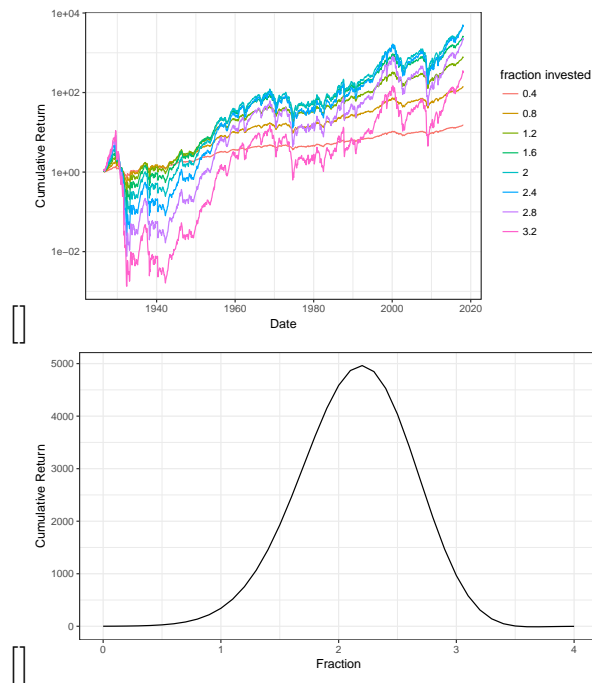 1e+04
1e+02
1e+00
1e−02
Cumulative Return
1940
1960
1980
2000
2020
Date
fraction invested
0.4
0.8
1.2
1.6
2
2.4
2.8
3.2
[]
5000
4000
3000
2000
1000
0
Cumulative Return
0
1
2
3
4
Fraction
[]